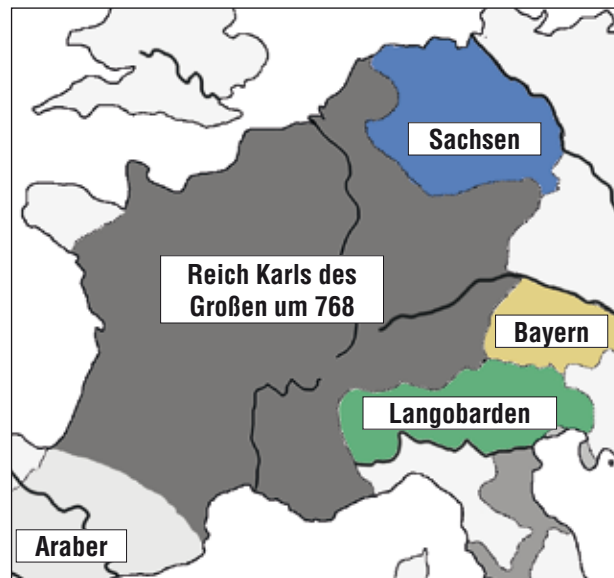 Sachsen
Reich Karls des
Großen um 768
Bayern
Langobarden
Araber